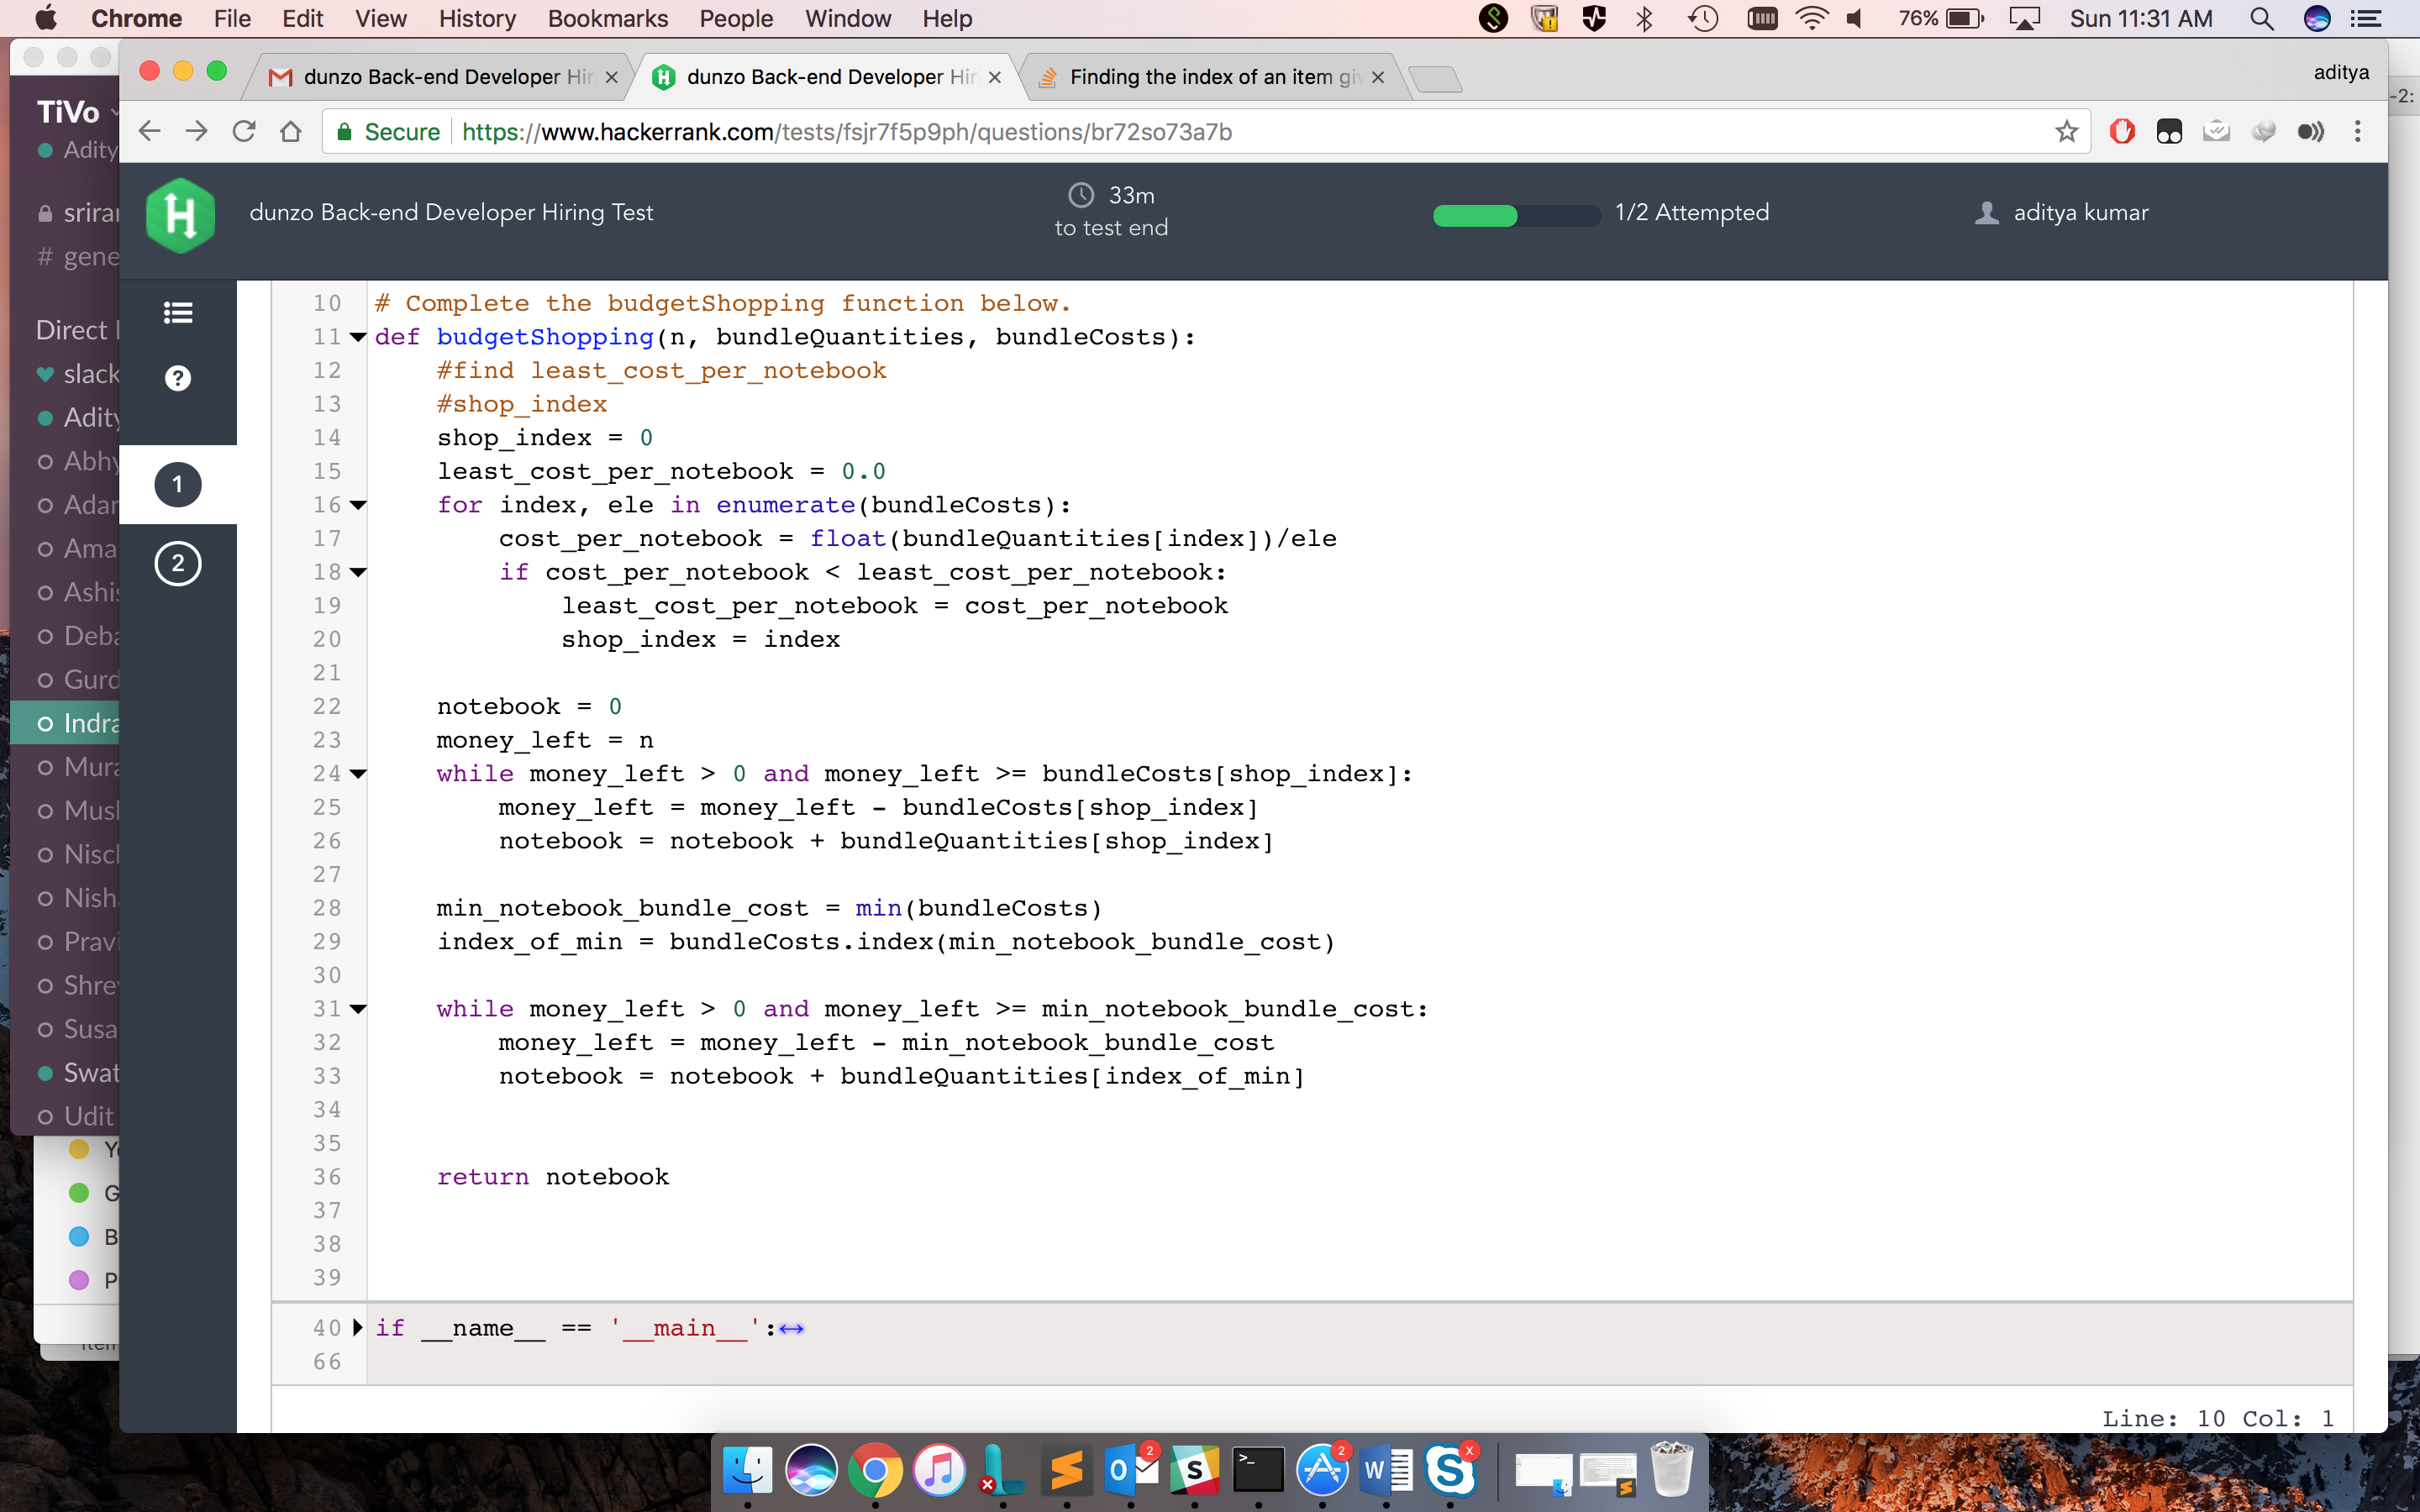 Chrome File Edit View History Bookmarks People Window Help 76% Sun 11:31 AM
dunzo Back-end Developer Hir dunzo Back-end Developer Hir Finding the index of an item giv aditya
Secure https://www.hackerrank.com/tests/fsjr7f5p9ph/questions/br72so73a7b
TiVo
Adity
srirar
# gene
Direct
slack
Adity
Abhy
Adar
Ama
Ashis
Deba
Gurd
Indra
Mura
Musl
Niscl
Nish
Pravi
Shre
Susa
Swat
Udit
Y
G
B
P
dunzo Back-end Developer Hiring Test
33m
to test end
1/2 Attempted
aditya kumar
1
2
10 # Complete the budgetShopping function below.
11 def budgetShopping(n, bundleQuantities, bundleCosts):
12 #find least_cost_per_notebook
13 #shop_index
14 shop_index = 0
15 least_cost_per_notebook = 0.0
16 for index, ele in enumerate(bundleCosts):
17 cost_per_notebook = float(bundleQuantities[index])/ele
18 if cost_per_notebook < least_cost_per_notebook:
19 least_cost_per_notebook = cost_per_notebook
20 shop_index = index
21
22 notebook = 0
23 money_left = n
24 while money_left > 0 and money_left >= bundleCosts[shop_index]:
25 money_left = money_left - bundleCosts[shop_index]
26 notebook = notebook + bundleQuantities[shop_index]
27
28 min_notebook_bundle_cost = min(bundleCosts)
29 index_of_min = bundleCosts.index(min_notebook_bundle_cost)
30
31 while money_left > 0 and money_left >= min_notebook_bundle_cost:
32 money_left = money_left - min_notebook_bundle_cost
33 notebook = notebook + bundleQuantities[index_of_min]
34
35
36 return notebook
37
38
39
40 if __name__ == '__main__':
66
Line: 10 Col: 1